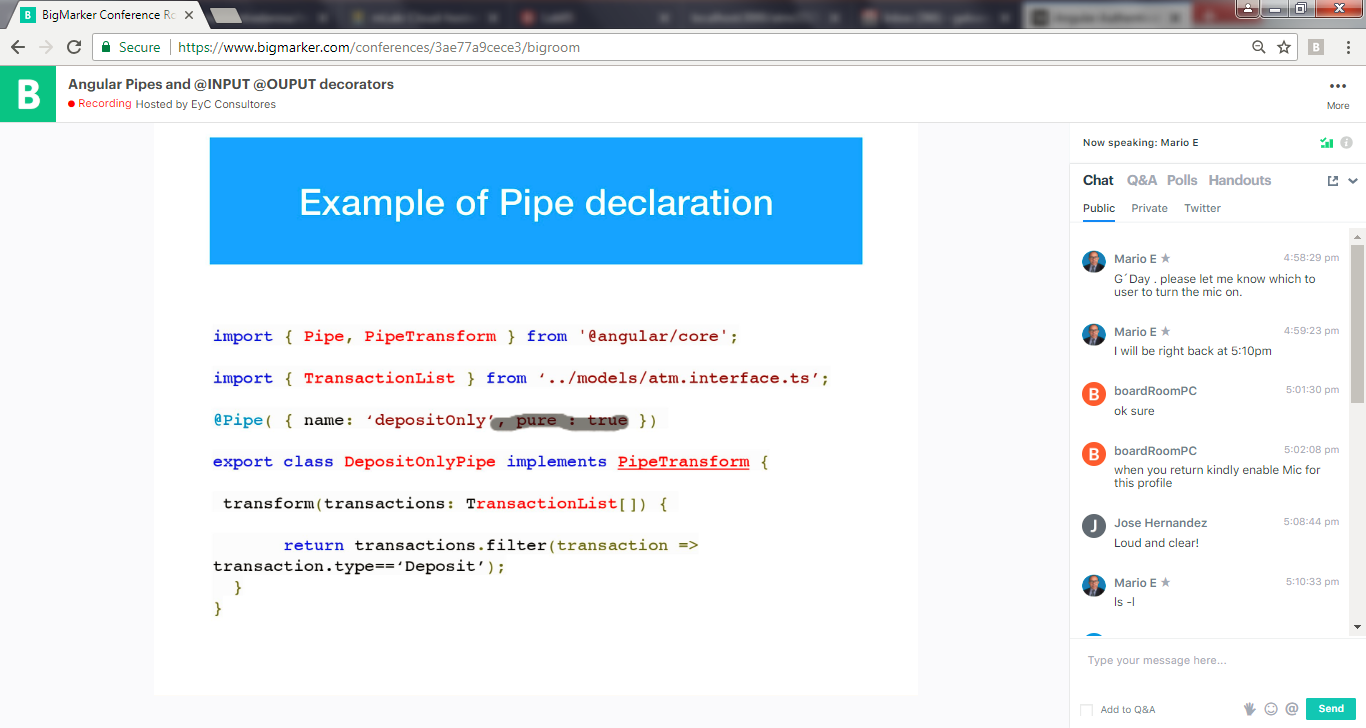 BigMarker Conference Ro
Secure
https://www.bigmarker.com/conferences/3ae77a9cece3/bigroom
B
B
Angular Pipes and @INPUT @OUPUT decorators
Recording Hosted by EyC Consultores
More
Example of Pipe declaration
import { Pipe, PipeTransform } from '@angular/core';
import { TransactionList } from ‘../models/atm.interface.ts’;
@Pipe( { name: ‘depositOnly’, pure : true })
export class DepositOnlyPipe implements PipeTransform {
transform(transactions: TransactionList[]) {
return transactions.filter(transaction =>
transaction.type==‘Deposit’);
}
}
Now speaking: Mario E
Chat Q&A Polls Handouts
Public Private Twitter
Mario E 4:58:29 pm
G´Day . please let me know which to
user to turn the mic on.
Mario E 4:59:23 pm
I will be right back at 5:10pm
B
boardRoomPC 5:01:30 pm
ok sure
B
boardRoomPC 5:02:08 pm
when you return kindly enable Mic for
this profile
J
Jose Hernandez 5:08:44 pm
Loud and clear!
Mario E 5:10:33 pm
ls -l
Type your message here...
Add to Q&A
@
Send